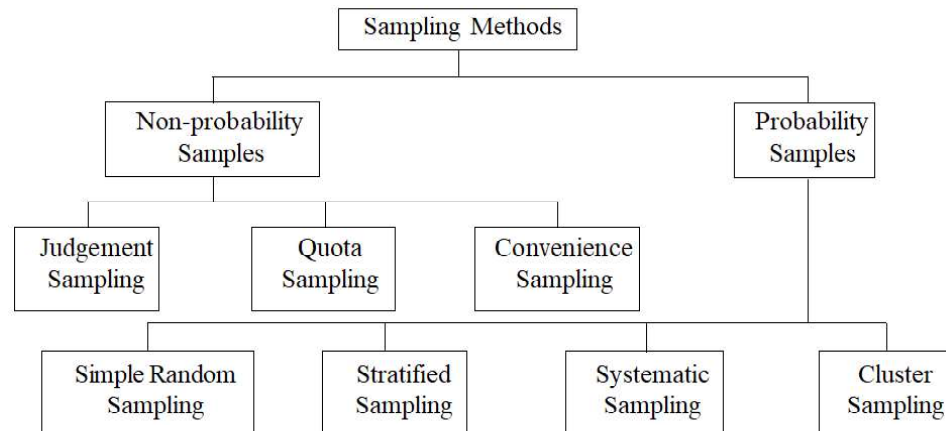 Sampling Methods
Non-probability
Samples
Probability
Samples
Judgement
Sampling
Quota
Sampling
Convenience
Sampling
Simple Random
Sampling
Stratified
Sampling
Systematic
Sampling
Cluster
Sampling